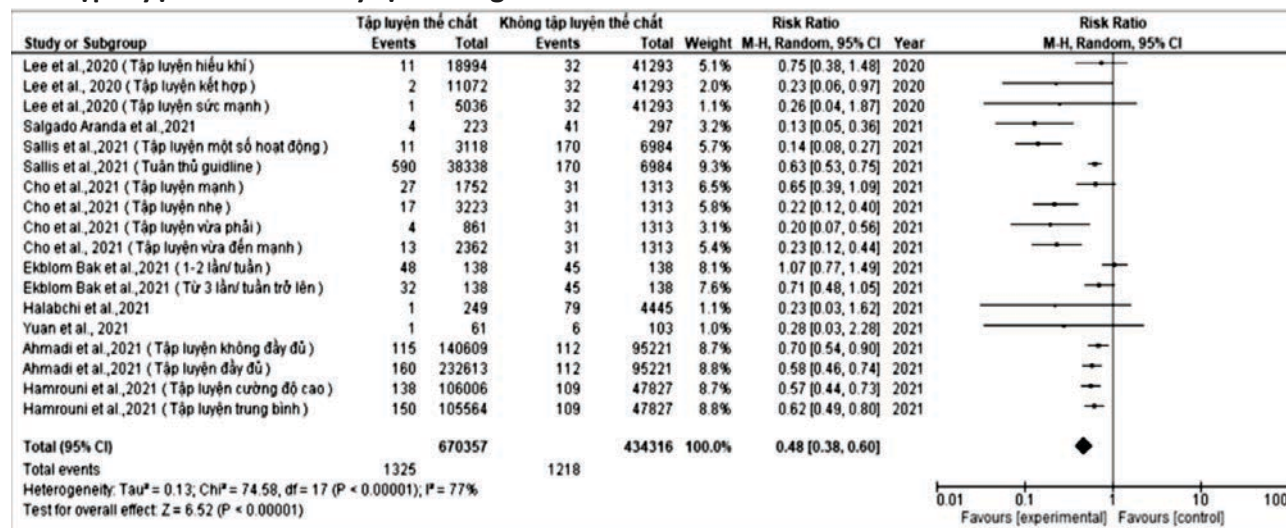 Tập luyện thể chất Không tập luyện thể chất Risk Ratio Risk Ratio
Study or Subgroup Events Total Events Total Weight M-H, Random, 95% CI Year M-H, Random, 95% CI
Lee et al.,2020 ( Tập luyện hiếu khí ) 11 18994 32 41293 5.1% 0.75 [0.38, 1.48] 2020
Lee et al., 2020 ( Tập luyện kết hợp ) 2 11072 32 41293 2.0% 0.23 [0.06, 0.97] 2020
Lee et al.,2020 ( Tập luyện sức mạnh ) 1 5036 32 41293 1.1% 0.26 [0.04, 1.87] 2020
Salgado Aranda et al.,2021 4 223 41 297 3.2% 0.13 [0.05, 0.36] 2021
Sallis et al.,2021 ( Tập luyện một số hoạt động ) 11 3118 170 6984 5.6% 0.14 [0.08, 0.27] 2021
Sallis et al.,2021 ( Tuân thủ guidline ) 590 38338 170 6984 9.3% 0.63 [0.53, 0.75] 2021
Cho et al.,2021 ( Tập luyện mạnh ) 27 1752 31 1313 6.5% 0.65 [0.39, 1.09] 2021
Cho et al.,2021 ( Tập luyện nhẹ ) 17 3223 31 1313 5.8% 0.22 [0.12, 0.40] 2021
Cho et al.,2021 ( Tập luyện vừa phải ) 4 861 31 1313 3.1% 0.20 [0.07, 0.56] 2021
Cho et al., 2021 ( Tập luyện vừa đến mạnh ) 13 2362 31 1313 5.4% 0.23 [0.12, 0.44] 2021
Ekblom Bak et al.,2021 ( 1-2 lần/ tuần ) 48 138 45 138 8.1% 1.07 [0.77, 1.49] 2021
Ekblom Bak et al.,2021 ( Từ 3 lần/ tuần trở lên ) 32 138 45 138 7.6% 0.71 [0.48, 1.05] 2021
Halabchi et al.,2021 1 249 79 4445 1.1% 0.23 [0.03, 1.62] 2021
Yuan et al., 2021 1 61 6 103 1.0% 0.28 [0.03, 2.28] 2021
Ahmadi et al.,2021 ( Tập luyện không đầy đủ ) 115 140609 112 95221 8.7% 0.70 [0.54, 0.90] 2021
Ahmadi et al.,2021 ( Tập luyện đầy đủ ) 160 232613 112 95221 8.8% 0.58 [0.46, 0.74] 2021
Hamrouni et al.,2021 ( Tập luyện cường độ cao ) 138 106006 109 47827 8.7% 0.57 [0.44, 0.73] 2021
Hamrouni et al.,2021 ( Tập luyện trung bình ) 150 105564 109 47827 8.8% 0.62 [0.49, 0.80] 2021
Total (95% CI) 670357 434316 100.0% 0.48 [0.38, 0.60]
Total events 1325 1218
Heterogeneity: Tau² = 0.13; Chi² = 74.58, df = 17 (P < 0.00001); I² = 77%
Test for overall effect: Z = 6.52 (P < 0.00001)
0.01 0.1 1 10 100
Favours [experimental] Favours [control]